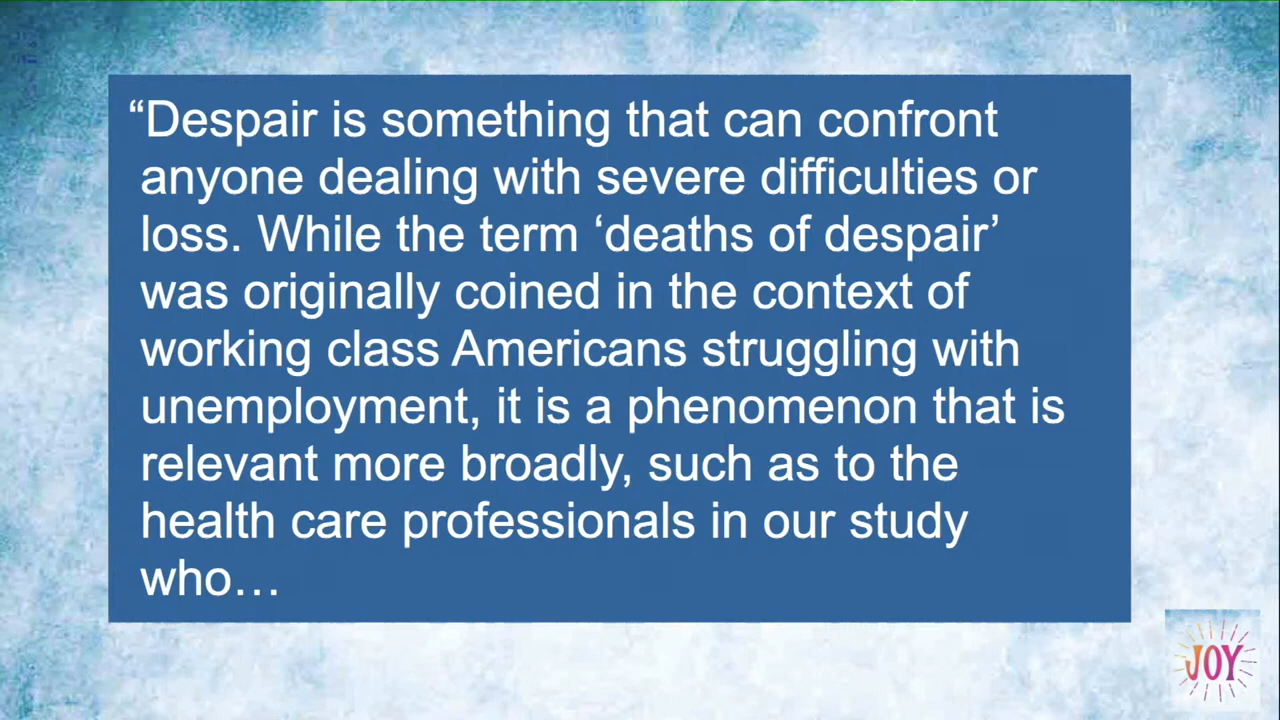 “Despair is something that can confront
anyone dealing with severe difficulties or
loss. While the term ‘deaths of despair’
was originally coined in the context of
working class Americans struggling with
unemployment, it is a phenomenon that is
relevant more broadly, such as to the
health care professionals in our study
who…
JOY